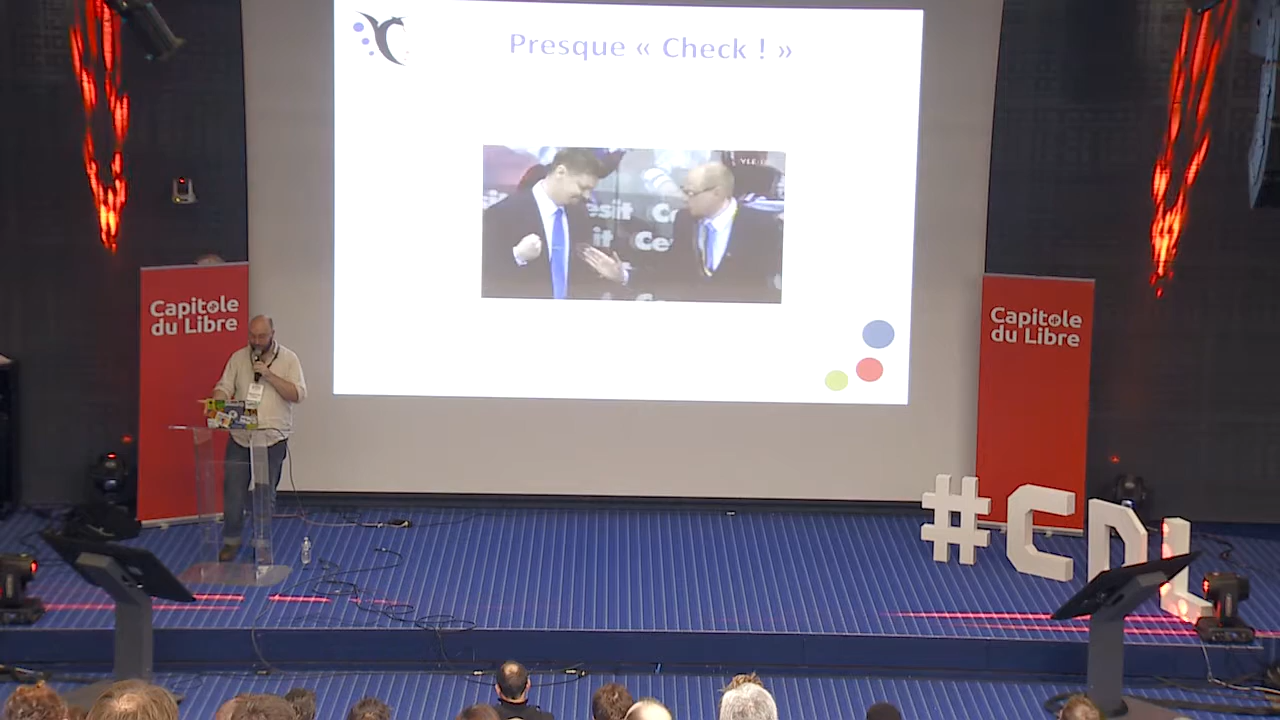 Presque « Check ! »
Capitole
du Libre
Capitole
du Libre
#CDL